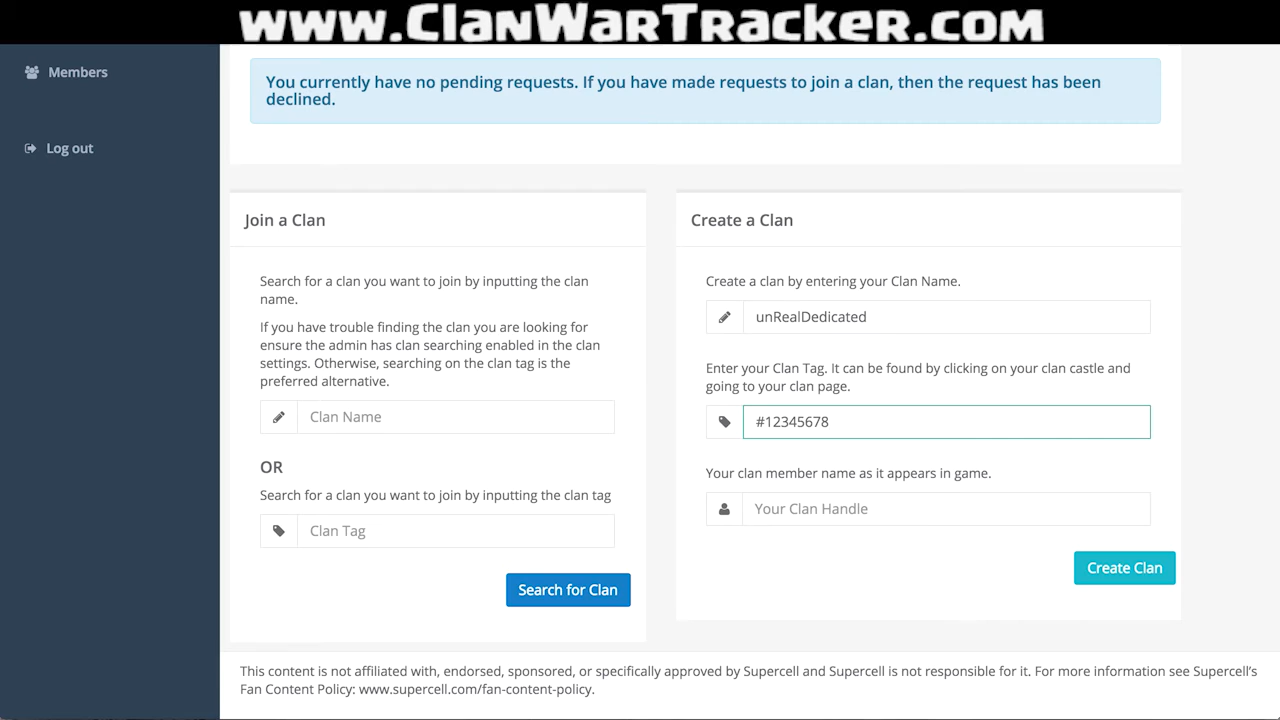 www.ClanWarTracker.com
Members
Log out
You currently have no pending requests. If you have made requests to join a clan, then the request has been
declined.
Join a Clan
Search for a clan you want to join by inputting the clan
name.
If you have trouble finding the clan you are looking for
ensure the admin has clan searching enabled in the clan
settings. Otherwise, searching on the clan tag is the
preferred alternative.
Clan Name
OR
Search for a clan you want to join by inputting the clan tag
Clan Tag
Search for Clan
Create a Clan
Create a clan by entering your Clan Name.
unRealDedicated
Enter your Clan Tag. It can be found by clicking on your clan castle and
going to your clan page.
#12345678
Your clan member name as it appears in game.
Your Clan Handle
Create Clan
This content is not affiliated with, endorsed, sponsored, or specifically approved by Supercell and Supercell is not responsible for it. For more information see Supercell’s
Fan Content Policy: www.supercell.com/fan-content-policy.